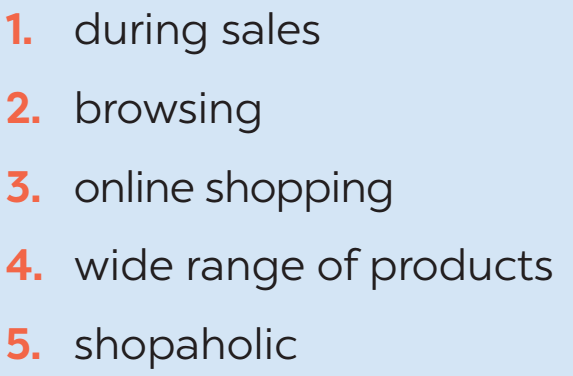 1. during sales
2. browsing
3. online shopping
4. wide range of products
5. shopaholic